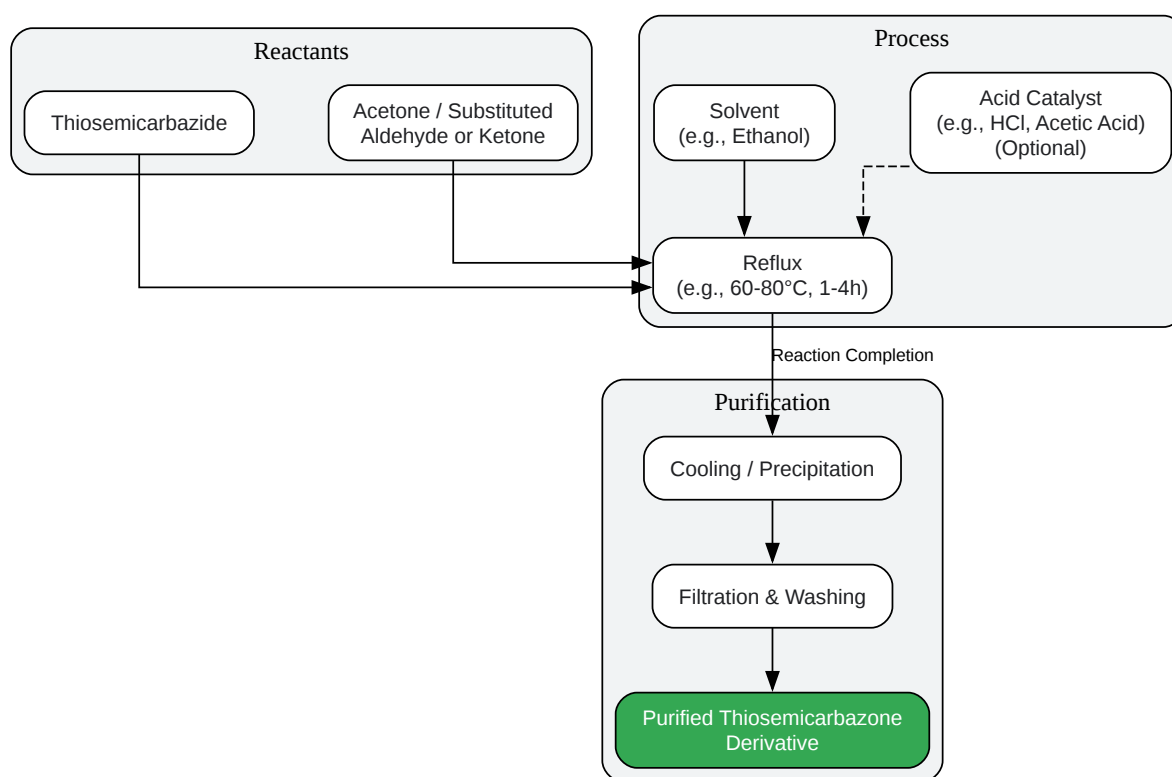 Reactants
Thiosemicarbazide
Acetone / Substituted
Aldehyde or Ketone
Process
Solvent
(e.g., Ethanol)
Acid Catalyst
(e.g., HCl, Acetic Acid)
(Optional)
Reflux
(e.g., 60-80°C, 1-4h)
Reaction Completion
Purification
Cooling / Precipitation
Filtration & Washing
Purified Thiosemicarbazone
Derivative